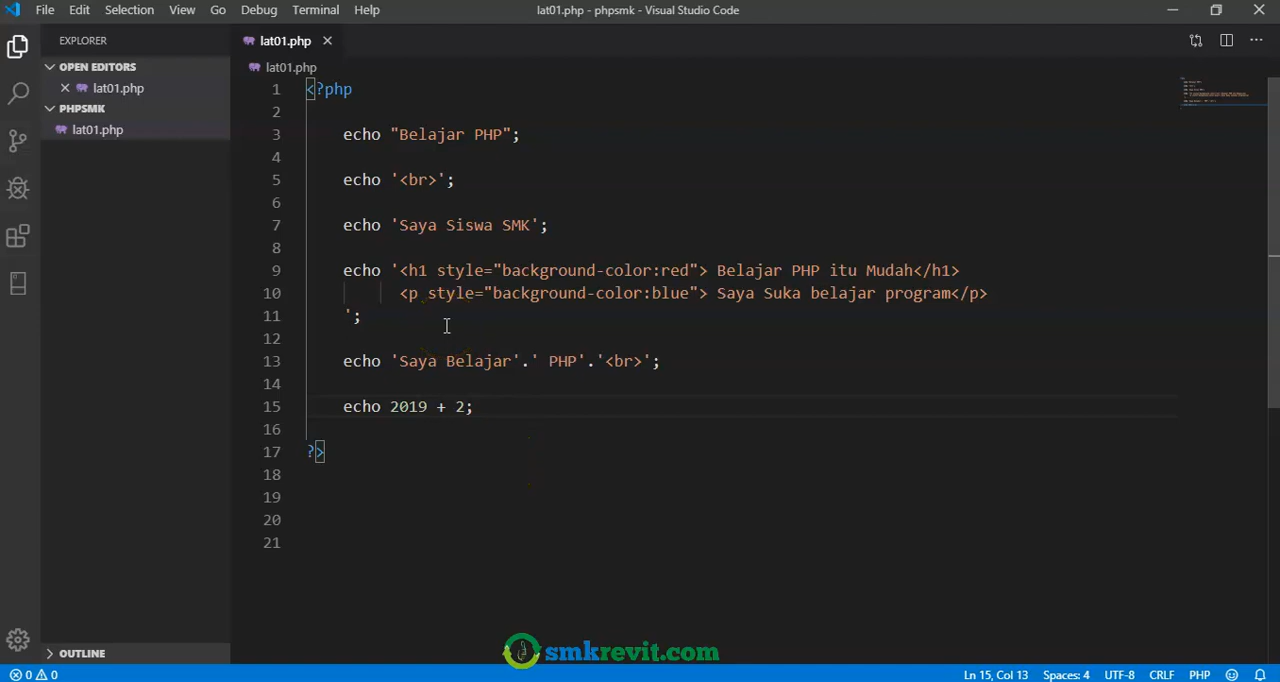 File Edit Selection View Go Debug Terminal Help
lat01.php - phpsmk - Visual Studio Code
EXPLORER
OPEN EDITORS
lat01.php
PHPSMK
lat01.php
OUTLINE
lat01.php
lat01.php
1 <?php
2
3 echo "Belajar PHP";
4
5 echo '<br>';
6
7 echo 'Saya Siswa SMK';
8
9 echo '<h1 style="background-color:red"> Belajar PHP itu Mudah</h1>
10 <p style="background-color:blue"> Saya Suka belajar program</p>
11 ';
12
13 echo 'Saya Belajar'.' PHP'.'<br>';
14
15 echo 2019 + 2;
16
17 ?>
18
19
20
21
smkrevit.com
0 0 Ln 15, Col 13 Spaces: 4 UTF-8 CRLF PHP